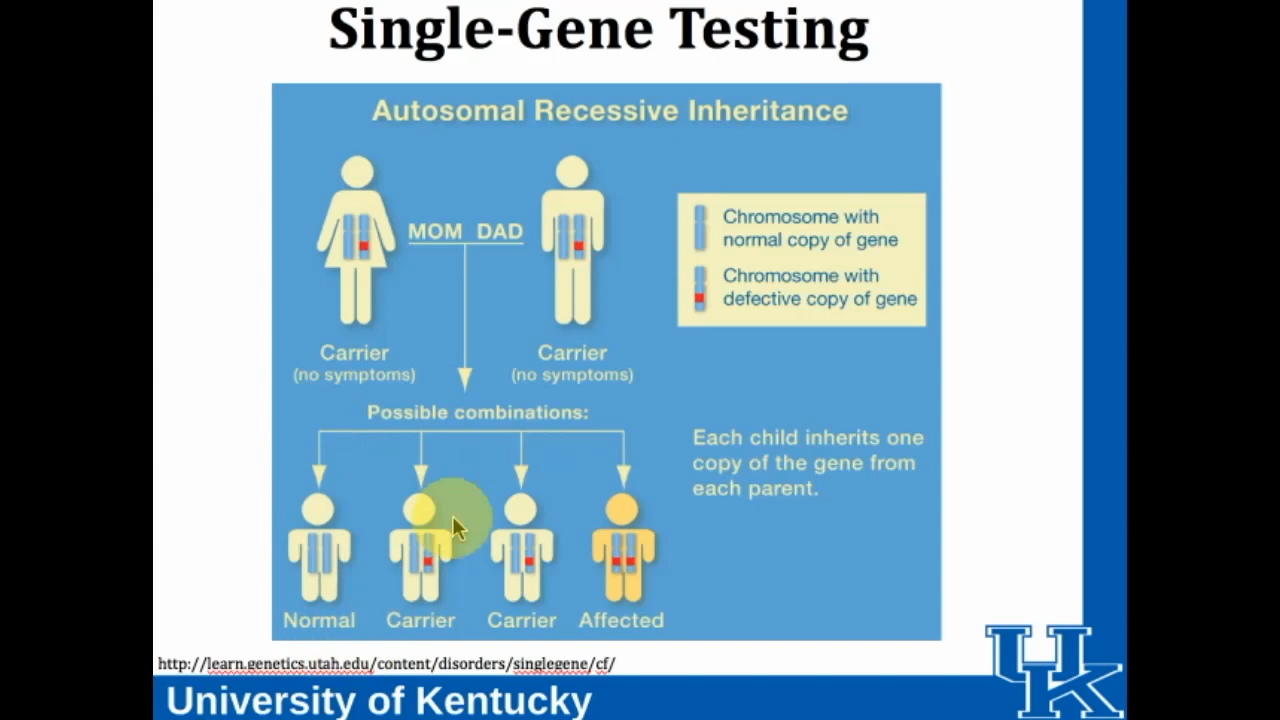 Single-Gene Testing
Autosomal Recessive Inheritance
MOM DAD
Chromosome with
normal copy of gene
Chromosome with
defective copy of gene
Carrier
(no symptoms)
Carrier
(no symptoms)
Possible combinations:
Each child inherits one
copy of the gene from
each parent.
Normal
Carrier
Carrier
Affected
http://learn.genetics.utah.edu/content/disorders/singlegene/cf/
University of Kentucky
UK